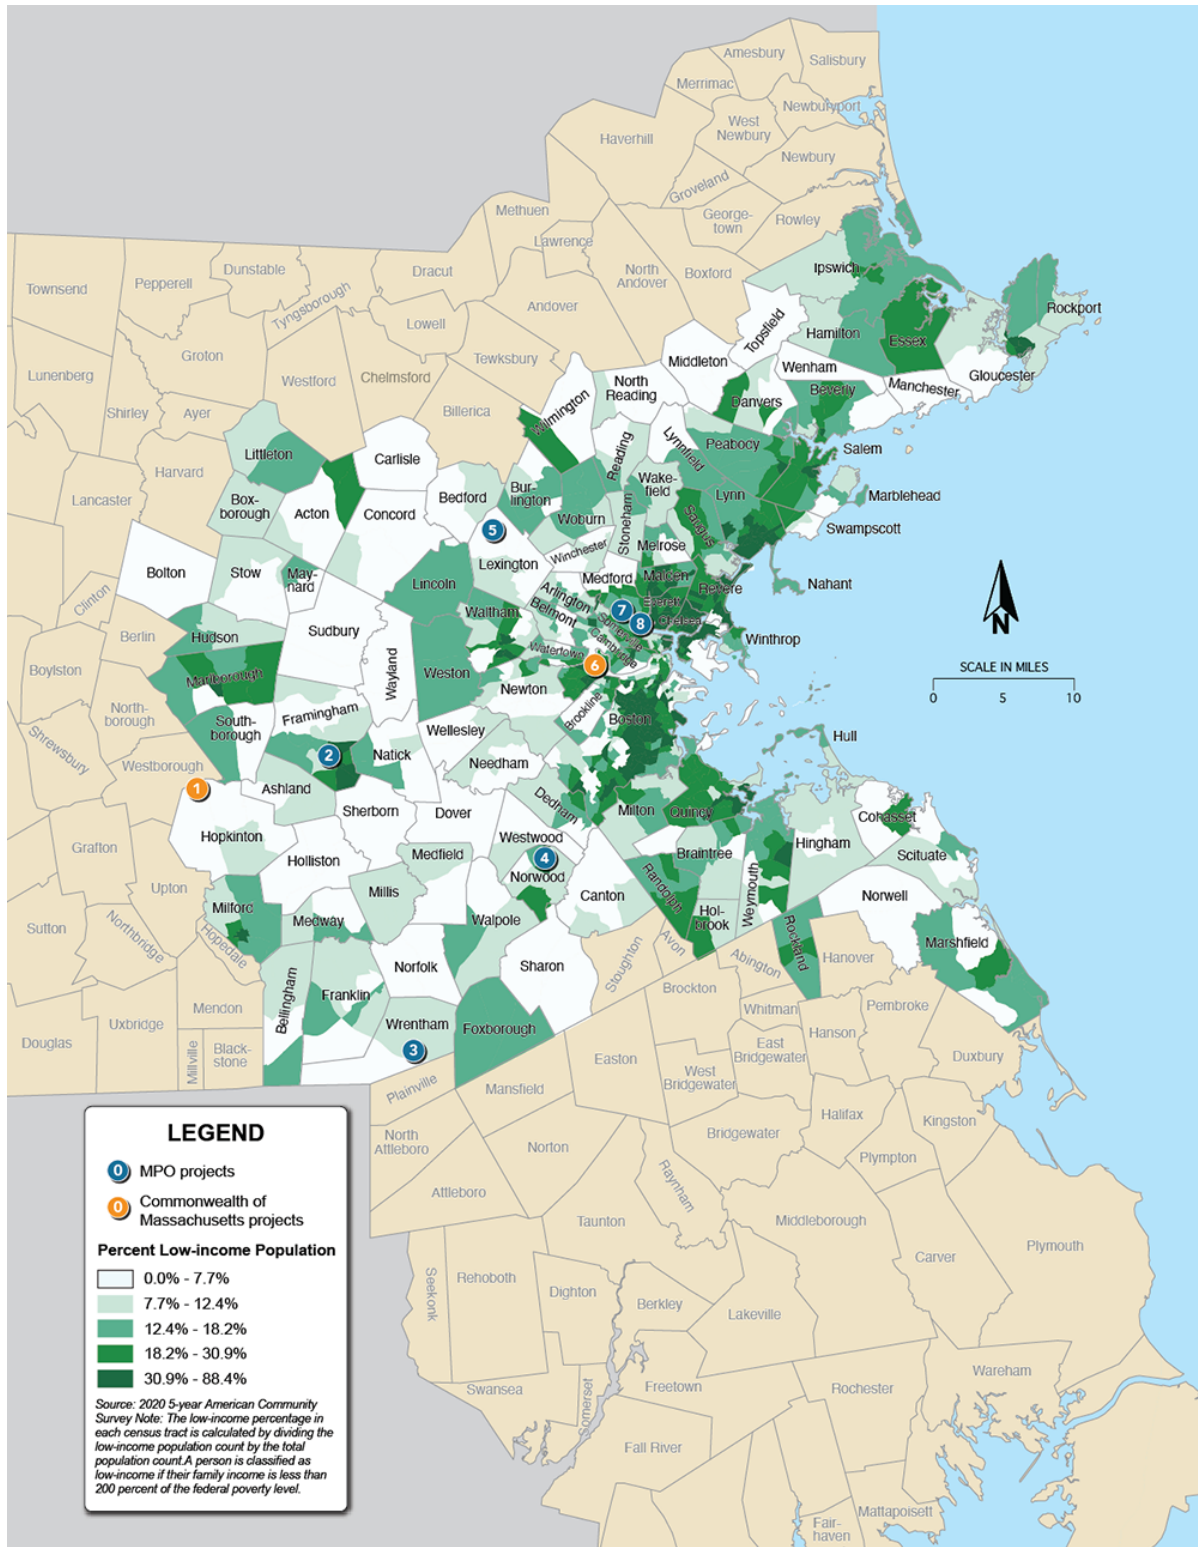 Amesbury
Salisbury
Merrimac
Newburyport
West
Newbury
Haverhill
Newbury
Groveland
Methuen
George-
town
Rowley
Lawrence
Dunstable
Dracut
North
Andover
Boxford
Ipswich
Pepperell
Townsend
Tyngsborough
Andover
Rockport
Lowell
Topsfield
Hamilton
Essex
Groton
Tewksbury
Middleton
Wenham
Gloucester
Lunenberg
Westford
Chelmsford
North
Reading
Manchester
Beverly
Shirley
Ayer
Billerica
Wilmington
Danvers
Littleton
Carlisle
Reading
Lynnfield
Peabody
Salem
Harvard
Lancaster
Box-
borough
Acton
Concord
Bedford
Bur-
lington
Wake-
field
Lynn
Marblehead
5
Woburn
Stoneham
Saugus
Swampscott
Winchester
Melrose
Bolton
Stow
May-
nard
Lincoln
Lexington
Medford
Malden
Revere
Nahant
Clinton
Arlington
Belmont
Everett
Chelsea
7
8
Waltham
Somerville
Cambridge
Winthrop
Berlin
Hudson
Sudbury
Watertown
6
N
SCALE IN MILES
0
5
10
Boylston
Marlborough
Wayland
Weston
Newton
North-
borough
Framingham
Brookline
Boston
South-
borough
Wellesley
Shrewsbury
Westborough
2
Natick
Needham
Hull
1
Ashland
Sherborn
Dover
Dedham
Milton
Quincy
Cohasset
Hopkinton
Westwood
Hingham
Grafton
Holliston
Medfield
4
Norwood
Braintree
Scituate
Upton
Millis
Canton
Randolph
Weymouth
Norwell
Milford
Medway
Walpole
Hol-
brook
Rockland
Sutton
Northbridge
Hopedale
Marshfield
Norfolk
Sharon
Stoughton
Avon
Abington
Hanover
Bellingham
Franklin
Brockton
Mendon
Whitman
Pembroke
Uxbridge
Wrentham
Foxborough
Hanson
Douglas
Millville
Black-
stone
3
Easton
East
Bridgewater
Duxbury
West
Bridgewater
Plainville
Mansfield
Halifax
Kingston
North
Attleboro
Norton
Bridgewater
Plympton
Raynham
Attleboro
Taunton
Middleborough
Carver
Plymouth
Seekonk
Rehoboth
Dighton
Berkley
Lakeville
Wareham
Swansea
Somerset
Freetown
Rochester
Fall River
Mattapoisett
Fair-
haven
LEGEND
0 MPO projects
0 Commonwealth of
Massachusetts projects
Percent Low-income Population
0.0% - 7.7%
7.7% - 12.4%
12.4% - 18.2%
18.2% - 30.9%
30.9% - 88.4%
Source: 2020 5-year American Community
Survey Note: The low-income percentage in
each census tract is calculated by dividing the
low-income population count by the total
population count.A person is classified as
low-income if their family income is less than
200 percent of the federal poverty level.